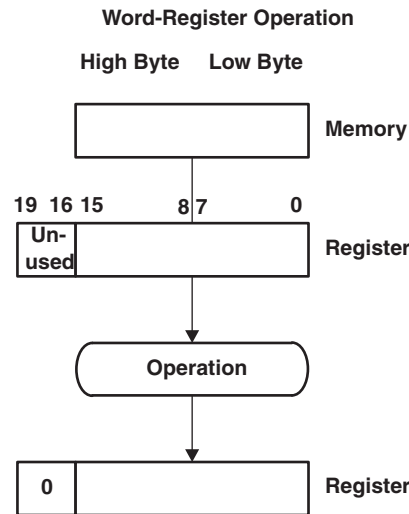 Word-Register Operation
High Byte Low Byte
Memory
19 16 15 8 7 0
Un-
used
Register
Operation
0
Register